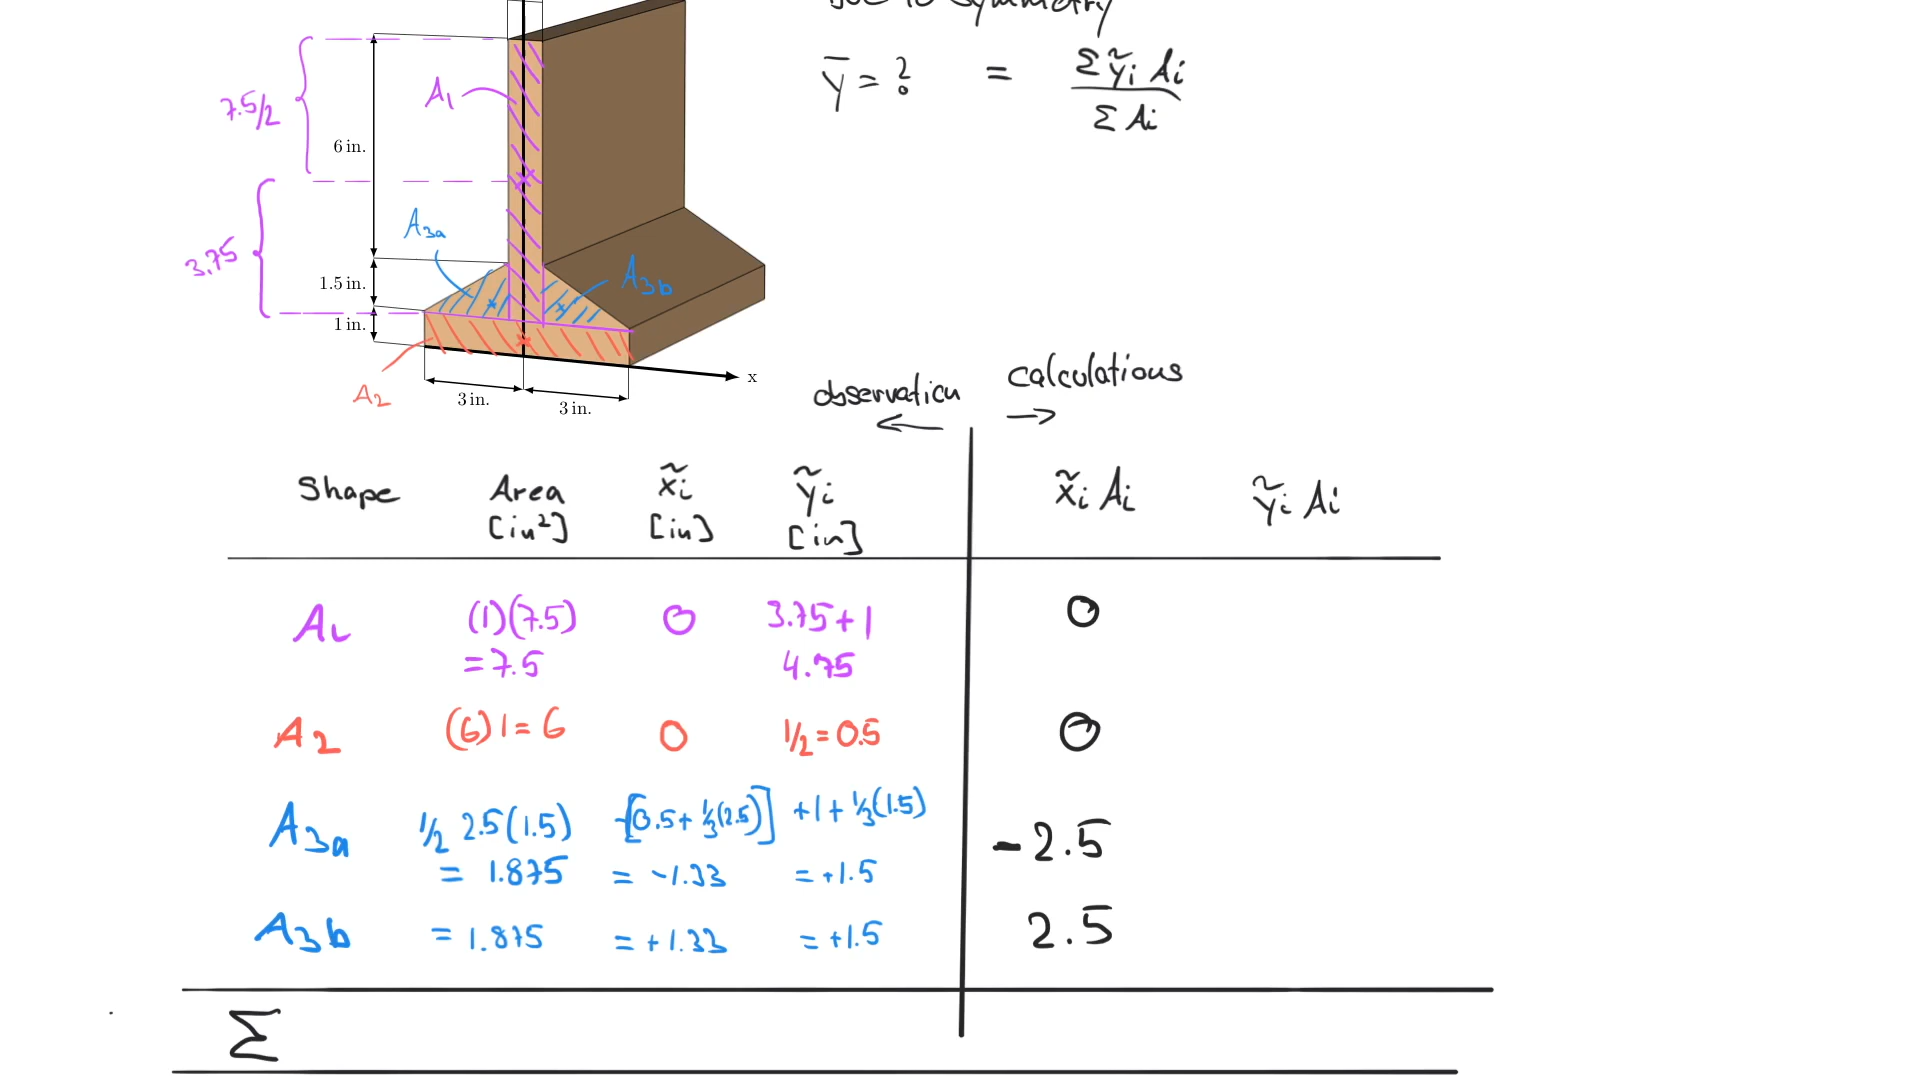 due to symmetry
ȳ = ? = Σ ỹi Ai / Σ Ai
7.5/2
A1
6 in.
3.75
A3a
A3b
1.5 in.
1 in.
A2
3 in.
3 in.
x
observation
calculations
Shape Area [in²] x̃i [in] ỹi [in] x̃i Ai ỹi Ai
A1 (1)(7.5) 0 3.75+1 0
= 7.5 4.75
A2 (6) 1 = 6 0 1/2 = 0.5 0
A3a 1/2 2.5(1.5) -[0.5 + 1/3(2.5)] +1 + 1/3(1.5) -2.5
= 1.875 = -1.33 = +1.5
A3b = 1.875 = +1.33 = +1.5 2.5
Σ